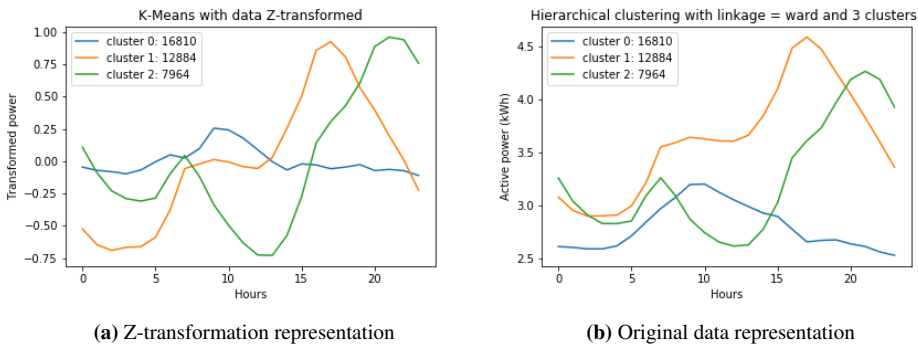 K-Means with data Z-transformed
1.00
0.75
0.50
0.25
0.00
−0.25
−0.50
−0.75
Transformed power
cluster 0: 16810
cluster 1: 12884
cluster 2: 7964
0 5 10 15 20
Hours
(a) Z-transformation representation
Hierarchical clustering with linkage = ward and 3 clusters
4.5
4.0
3.5
3.0
2.5
Active power (kWh)
cluster 0: 16810
cluster 1: 12884
cluster 2: 7964
0 5 10 15 20
Hours
(b) Original data representation